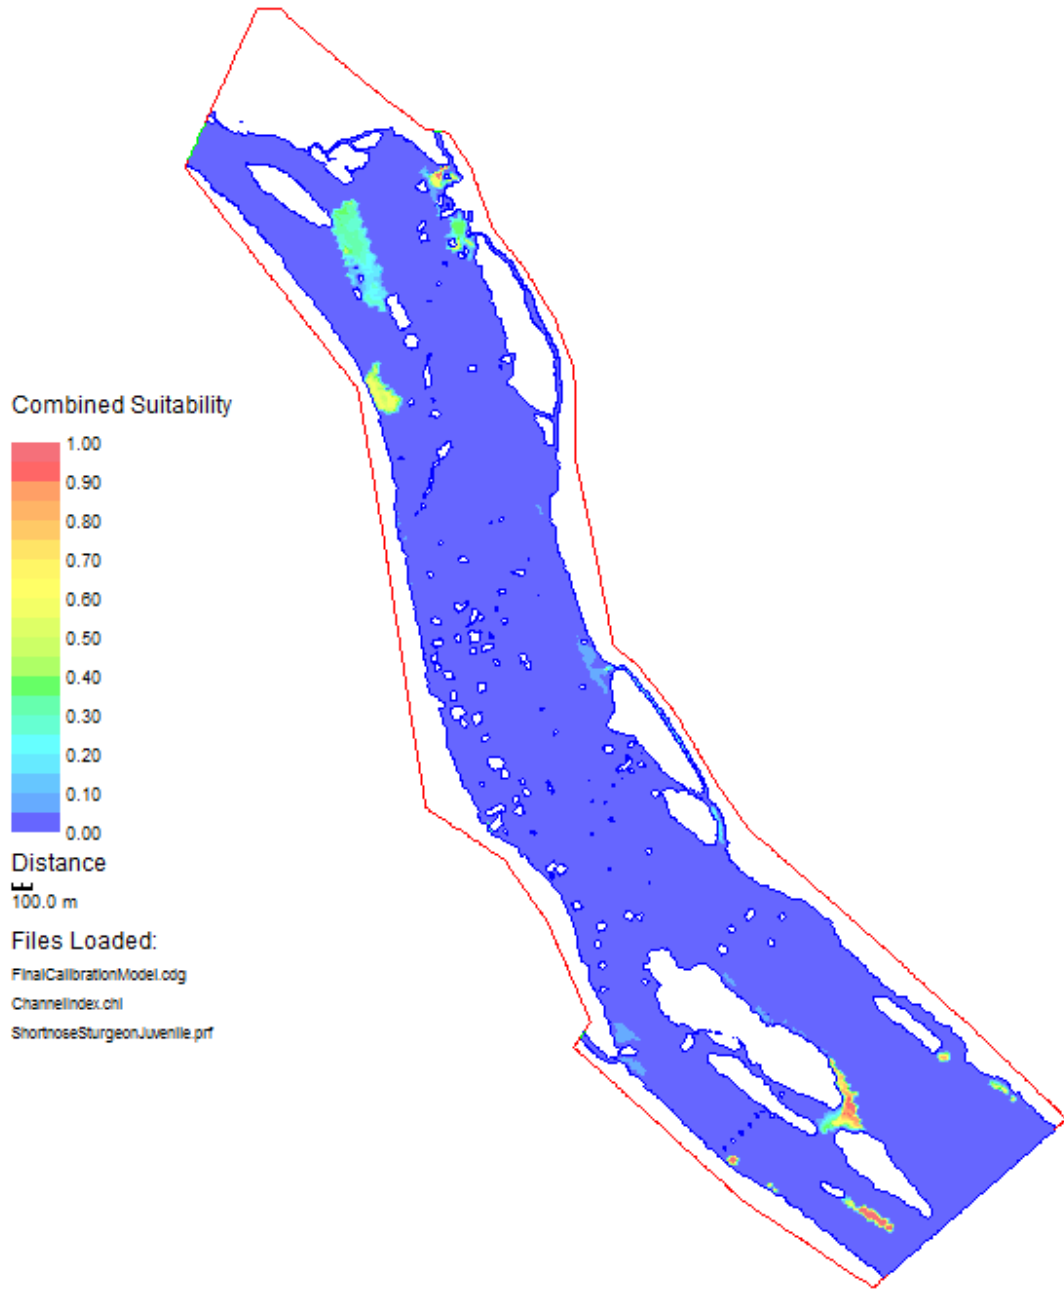 Combined Suitability
1.00
0.90
0.80
0.70
0.60
0.50
0.40
0.30
0.20
0.10
0.00
Distance
100.0 m
Files Loaded:
FinalCalibrationModel.cdg
ChannelIndex.chi
ShortnoseSturgeonJuvenile.prf